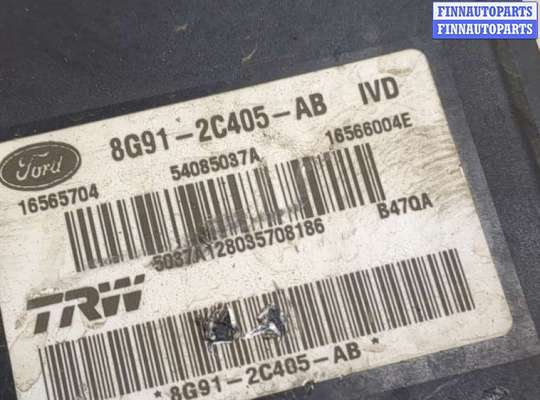 FINNAUTOPARTS
FINNAUTOPARTS
Ford
8G91-2C405-AB IVD
16565704 54085037A 16566004E
5037A128035708186 B47QA
TRW
* 8G91-2C405-AB *